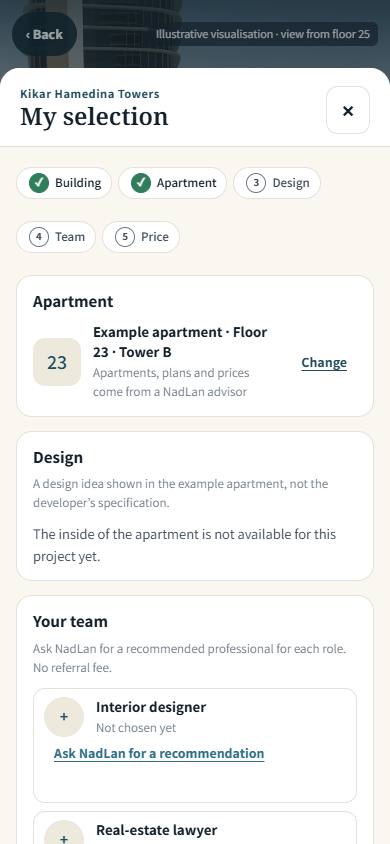 ‹ Back
Illustrative visualisation · view from floor 25
Kikar Hamedina Towers
My selection
✕
✓ Building
✓ Apartment
3 Design
4 Team
5 Price
Apartment
23
Example apartment · Floor
23 · Tower B
Apartments, plans and prices
come from a NadLan advisor
Change
Design
A design idea shown in the example apartment, not the
developer’s specification.
The inside of the apartment is not available for this
project yet.
Your team
Ask NadLan for a recommended professional for each role.
No referral fee.
+
Interior designer
Not chosen yet
Ask NadLan for a recommendation
+
Real-estate lawyer